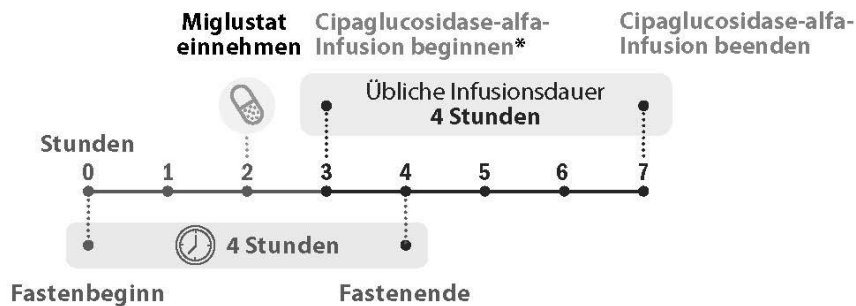 Miglustat
einnehmen
Cipaglucosidase-alfa-
Infusion beginnen*
Cipaglucosidase-alfa-
Infusion beenden
Übliche Infusionsdauer
4 Stunden
Stunden
0 1 2 3 4 5 6 7
4 Stunden
Fastenbeginn
Fastenende